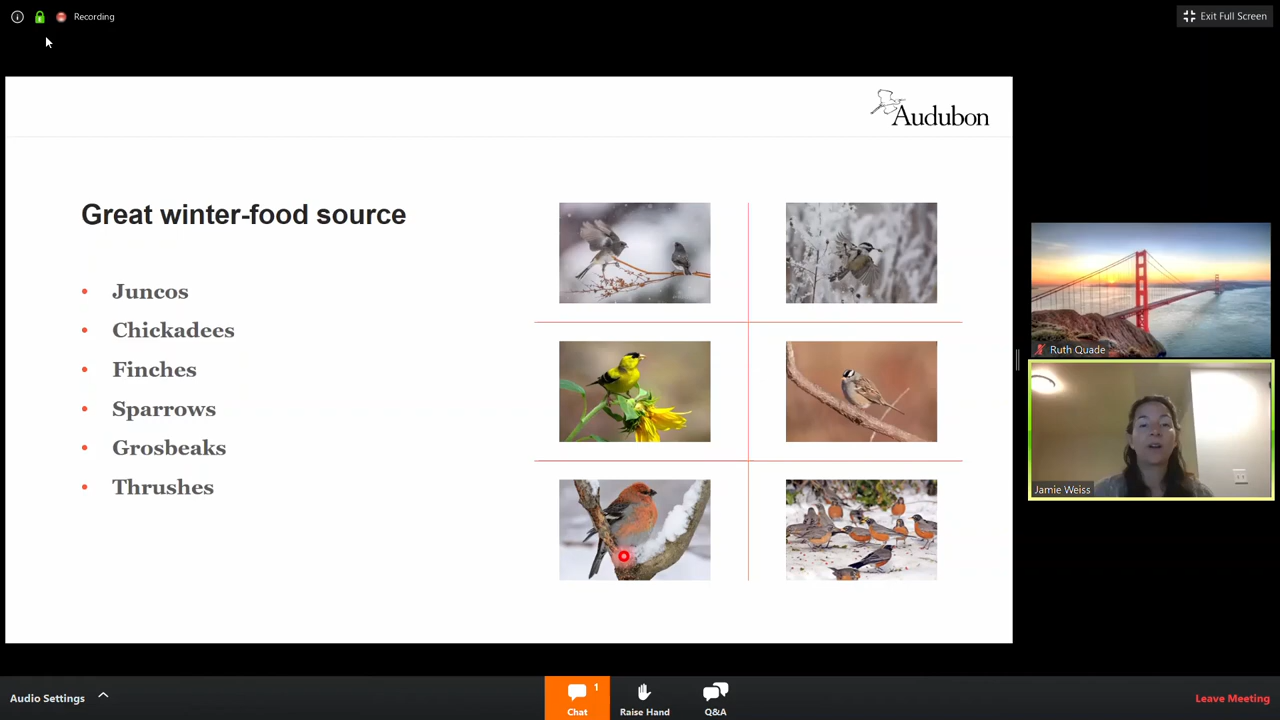 Recording
Exit Full Screen
Audubon
Great winter-food source
• Juncos
• Chickadees
• Finches
• Sparrows
• Grosbeaks
• Thrushes
Ruth Quade
Jamie Weiss
Audio Settings
1
Chat
Raise Hand
Q&A
Leave Meeting